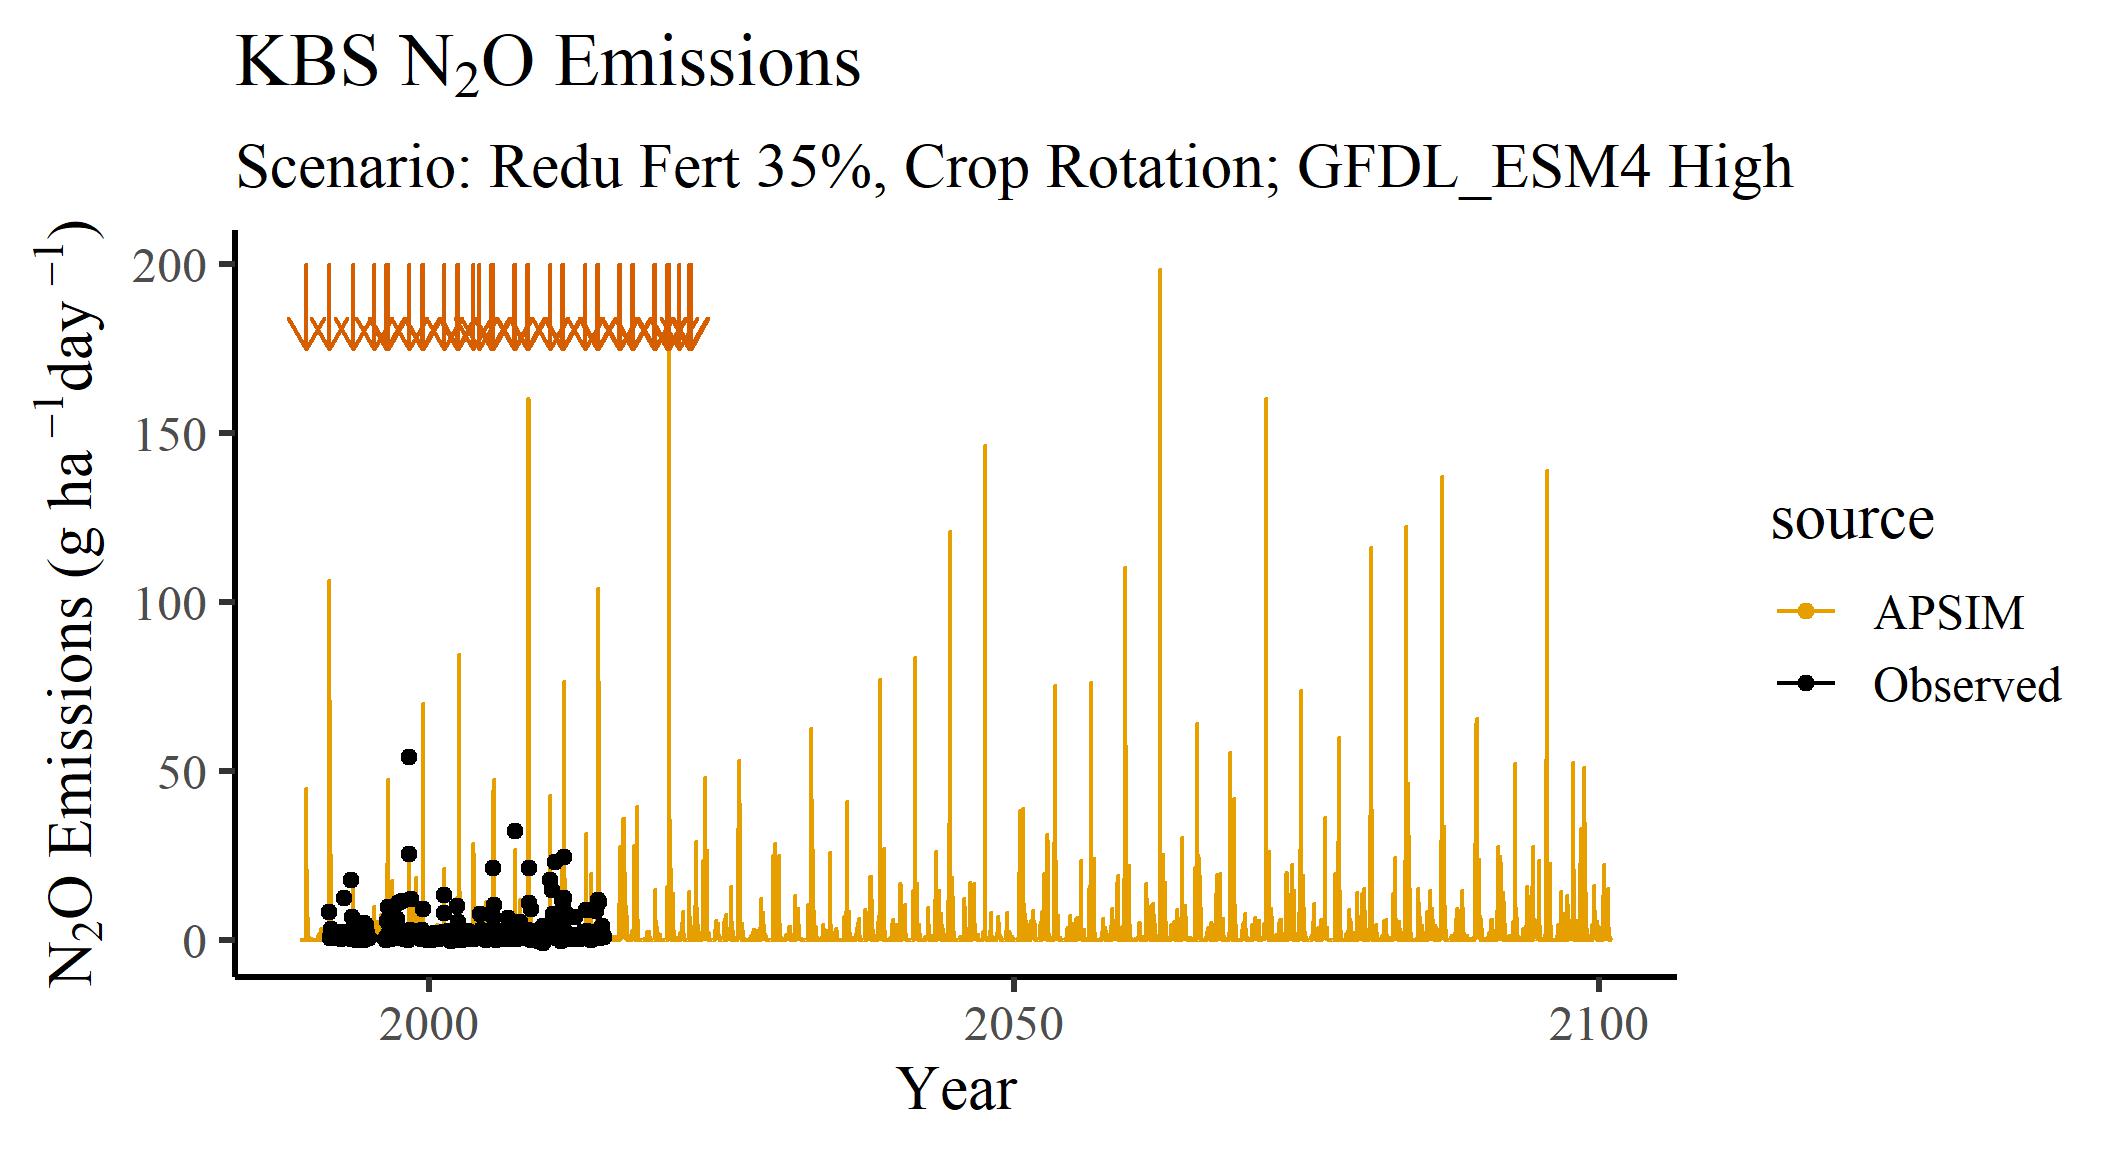 KBS N₂O Emissions
Scenario: Redu Fert 35%, Crop Rotation; GFDL_ESM4 High
N₂O Emissions (g ha ⁻¹day ⁻¹)
200
150
100
50
0
2000
2050
2100
Year
source
APSIM
Observed